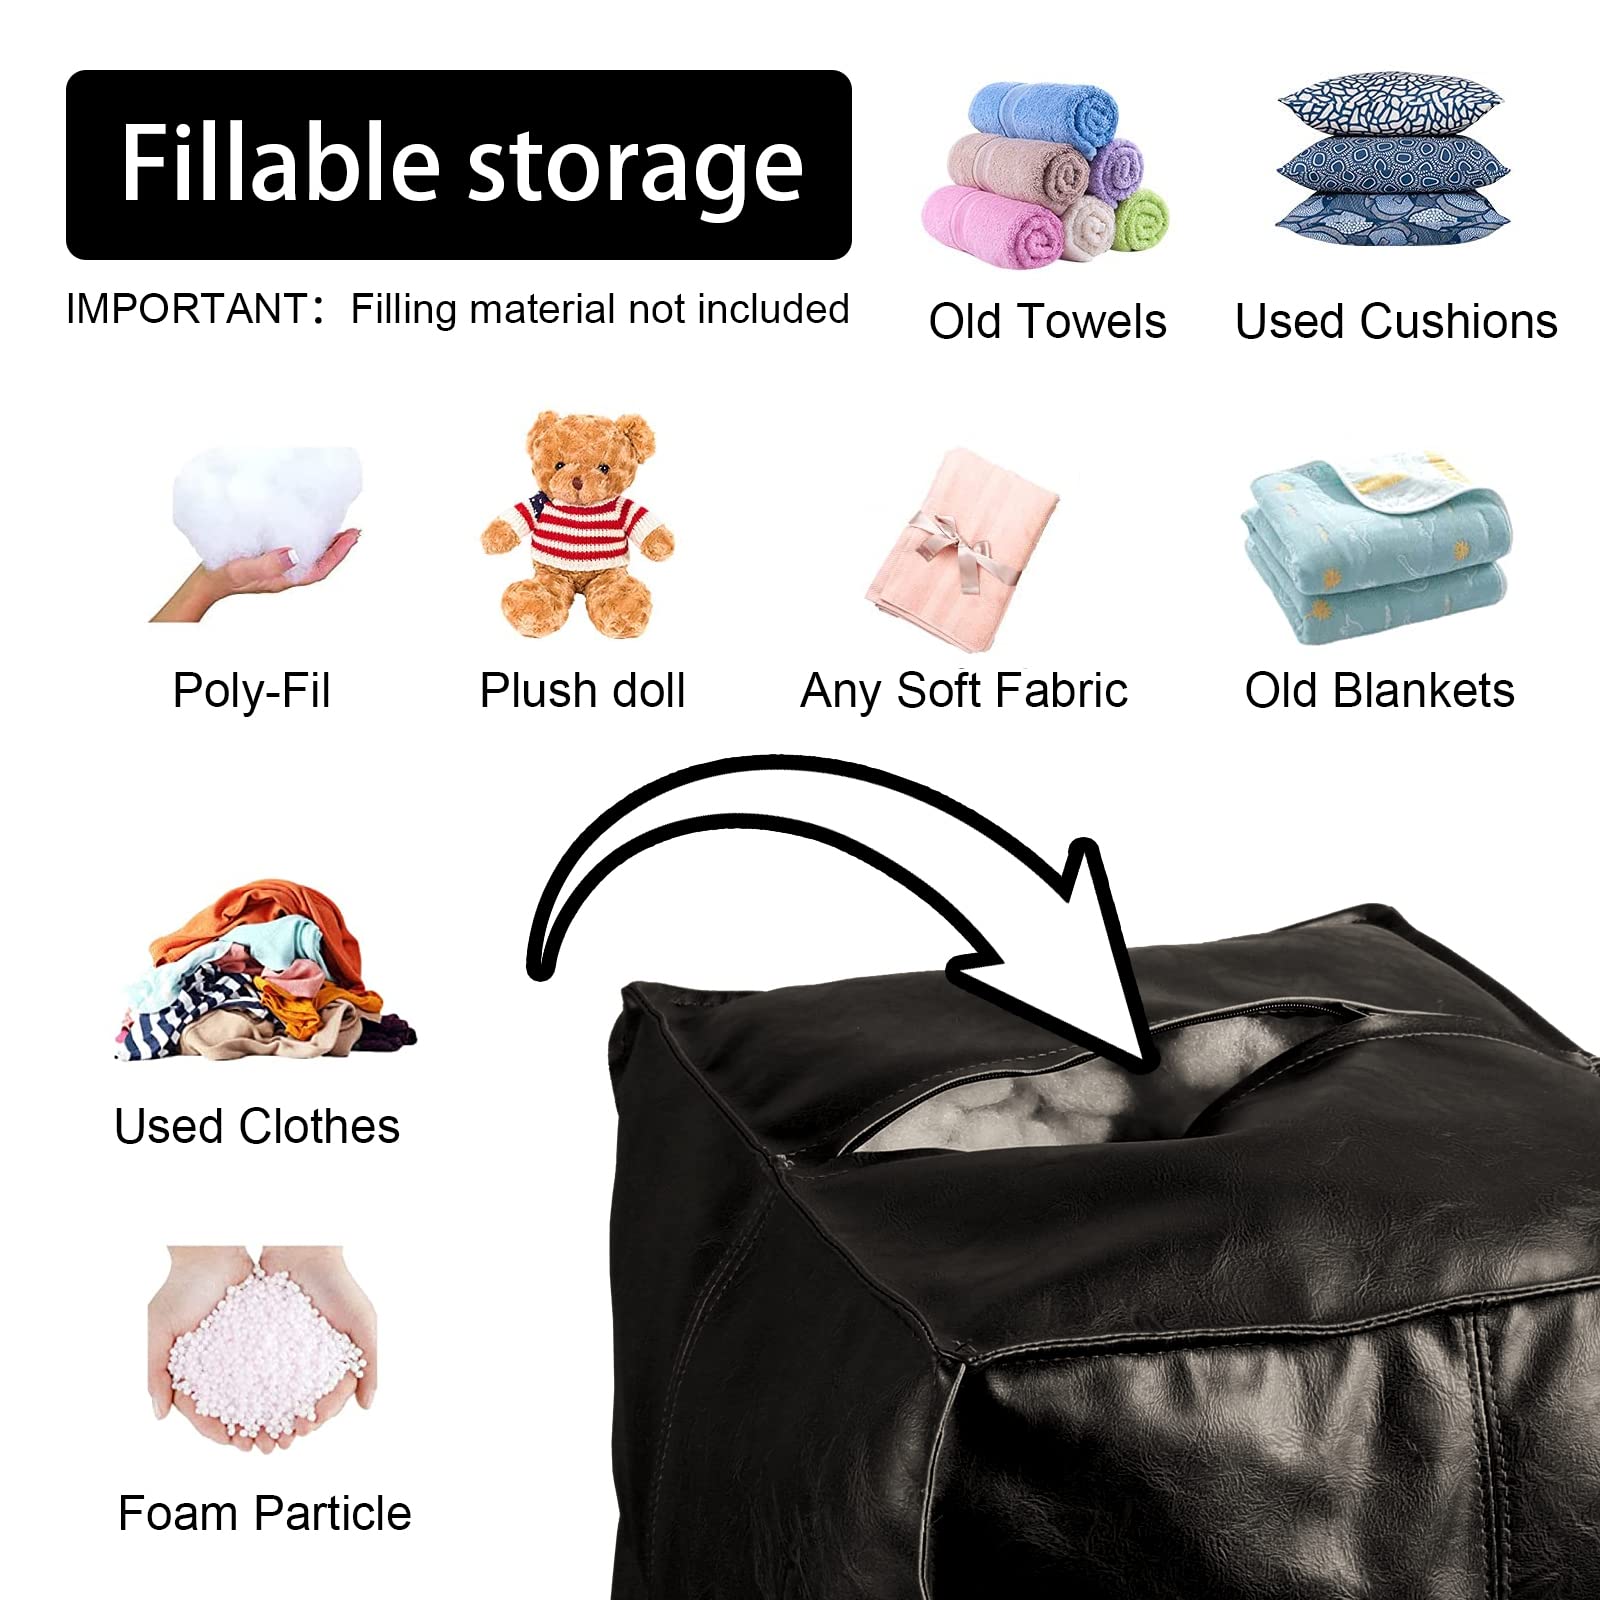 Fillable storage
IMPORTANT：Filling material not included
Old Towels
Used Cushions
Poly-Fil
Plush doll
Any Soft Fabric
Old Blankets
Used Clothes
Foam Particle